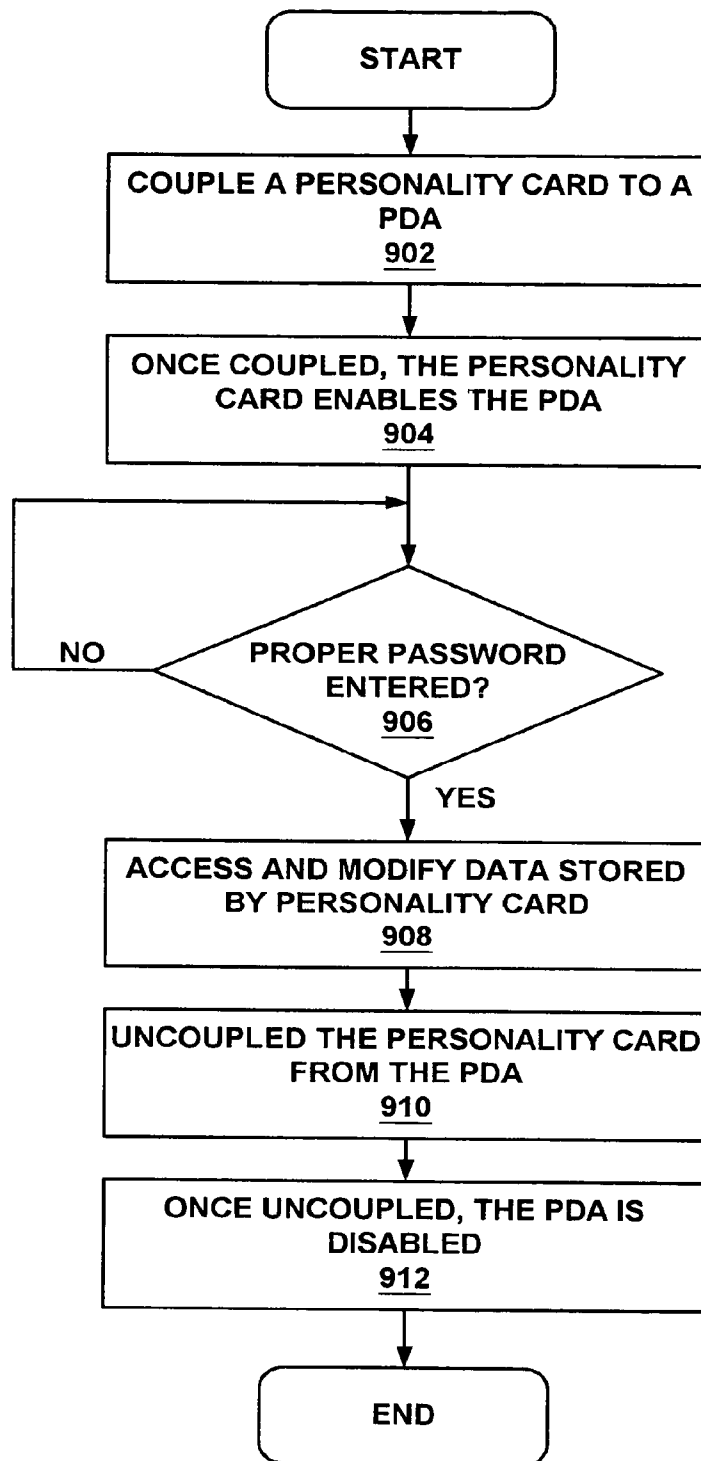 START
COUPLE A PERSONALITY CARD TO A
PDA
902
ONCE COUPLED, THE PERSONALITY
CARD ENABLES THE PDA
904
NO
PROPER PASSWORD
ENTERED?
906
YES
ACCESS AND MODIFY DATA STORED
BY PERSONALITY CARD
908
UNCOUPLED THE PERSONALITY CARD
FROM THE PDA
910
ONCE UNCOUPLED, THE PDA IS
DISABLED
912
END